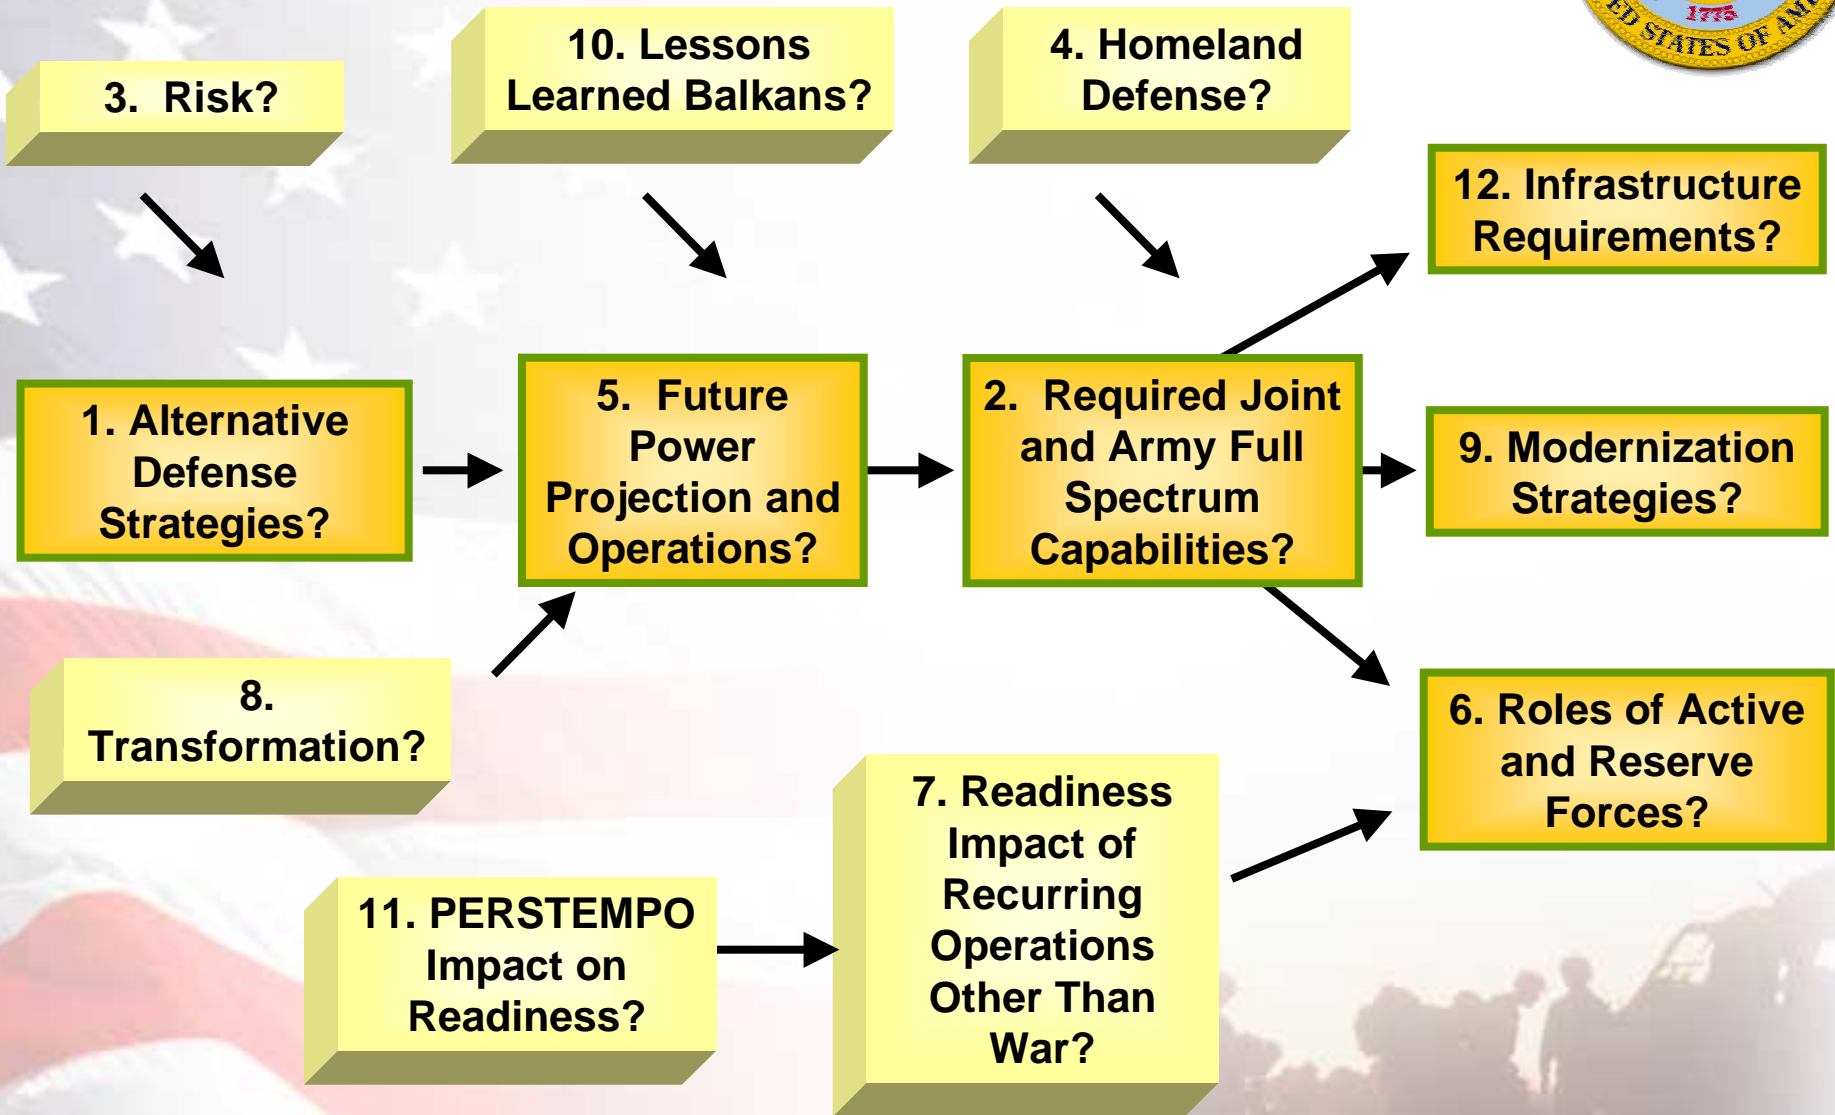 3. Risk?
10. Lessons
Learned Balkans?
4. Homeland
Defense?
1775
STATES OF
12. Infrastructure
Requirements?
1. Alternative
Defense
Strategies?
5. Future
Power
Projection and
Operations?
2. Required Joint
and Army Full
Spectrum
Capabilities?
9. Modernization
Strategies?
8.
Transformation?
6. Roles of Active
and Reserve
Forces?
7. Readiness
Impact of
Recurring
Operations
Other Than
War?
11. PERSTEMPO
Impact on
Readiness?